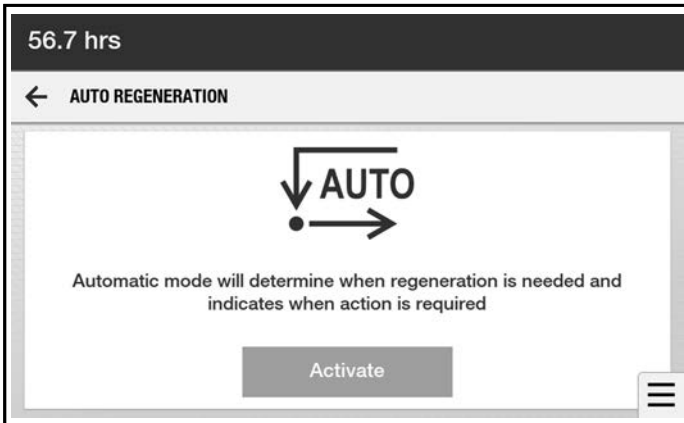 56.7 hrs
AUTO REGENERATION
AUTO
Automatic mode will determine when regeneration is needed and
indicates when action is required
Activate